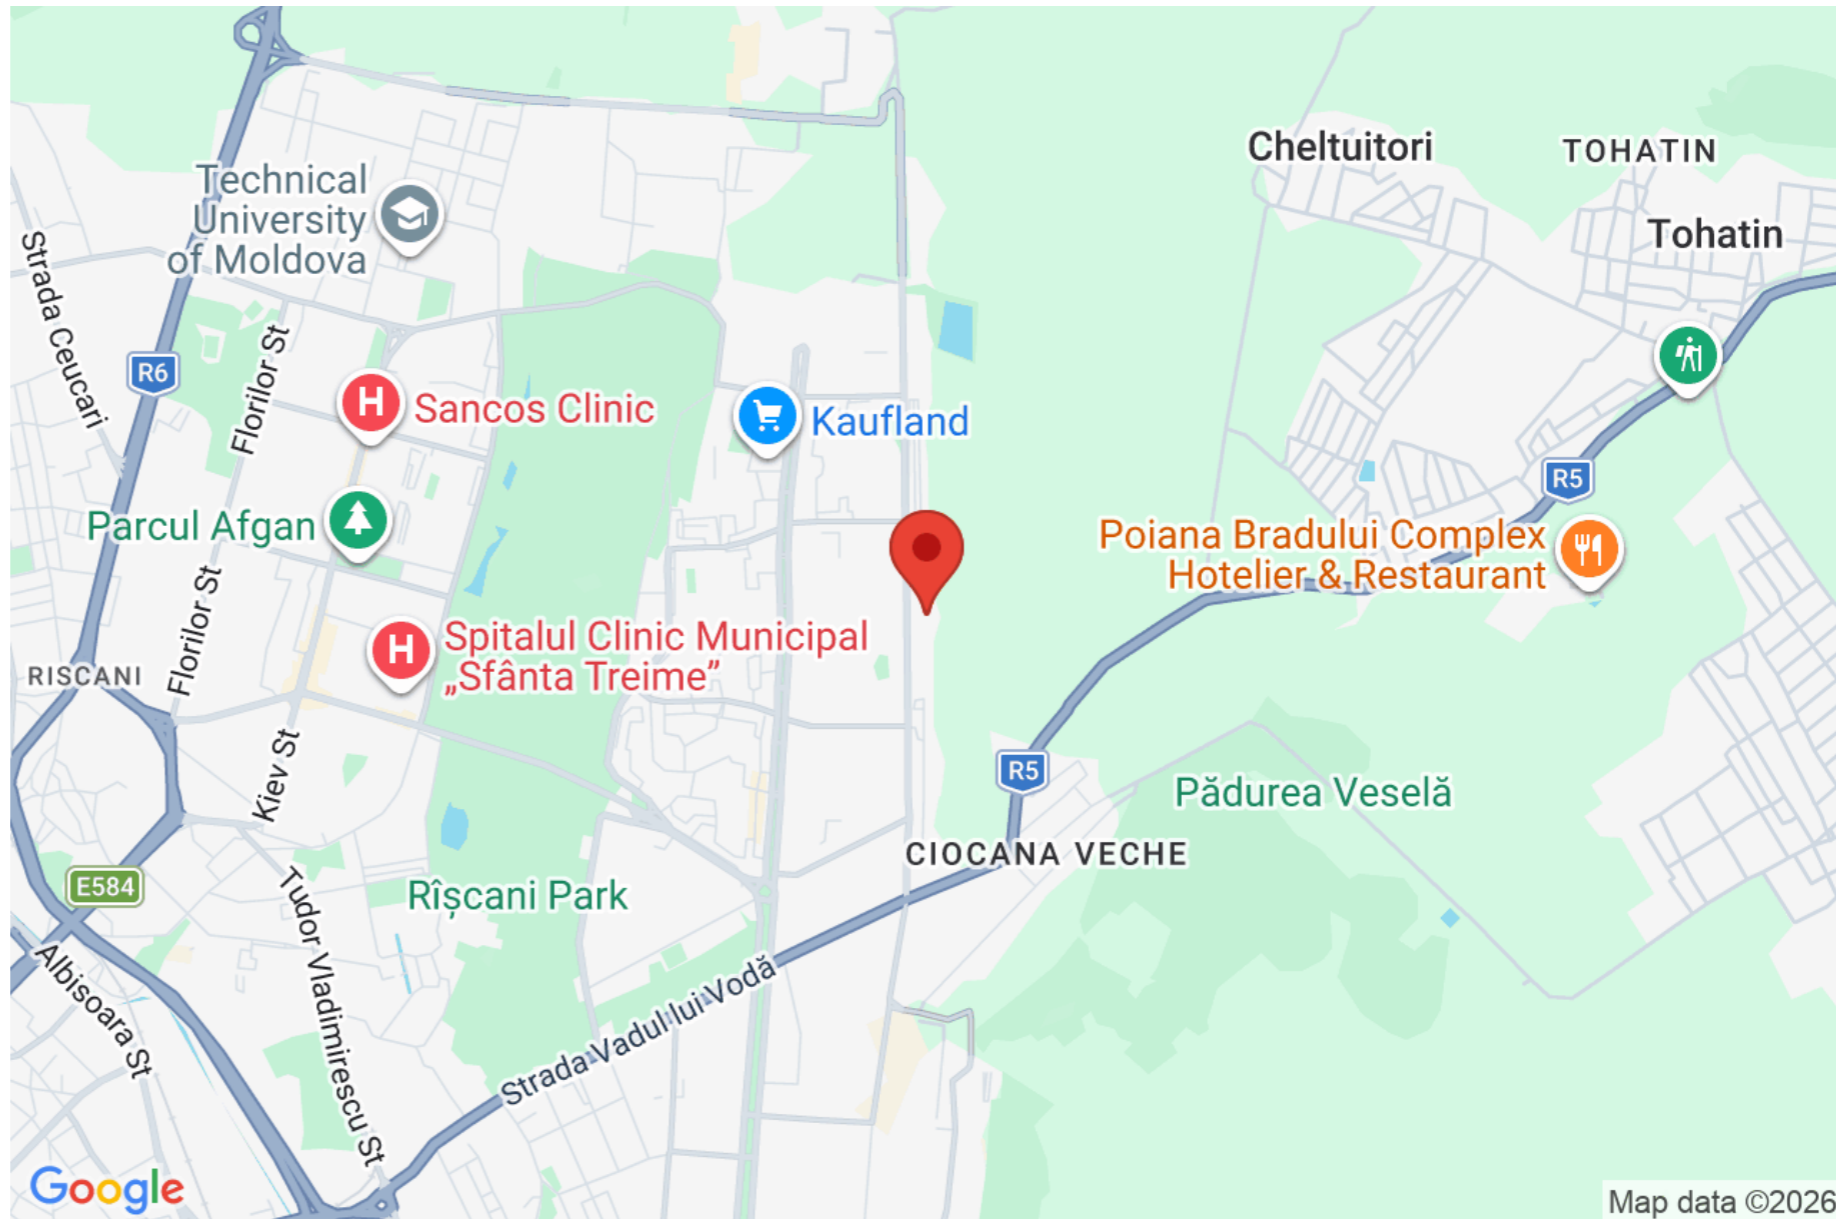 Cheltuitori
TOHATIN
Tohatin
Technical
University
of Moldova
Strada Ceucari
R6
Florilor St
Sancos Clinic
Kaufland
R5
Parcul Afgan
Poiana Bradului Complex
Hotelier & Restaurant
Florilor St
Spitalul Clinic Municipal
„Sfânta Treime”
RISCANI
Kiev St
R5
Pădurea Veselă
CIOCANA VECHE
E584
Rîșcani Park
Tudor Vladimirescu St
Albisoara St
Strada Vadul lui Vodă
Google
Map data ©2026